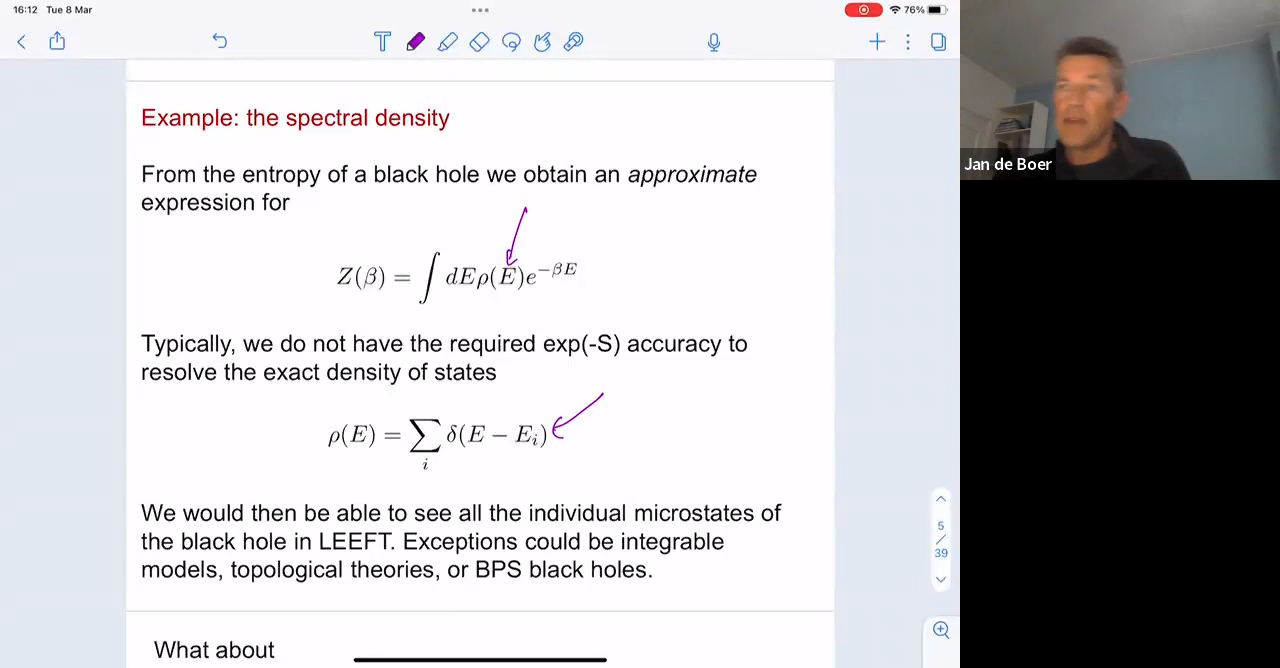 16:12 Tue 8 Mar
76%
Example: the spectral density
From the entropy of a black hole we obtain an approximate
expression for
Z(β) = ∫ dEρ(E)e^{−βE}
Typically, we do not have the required exp(-S) accuracy to
resolve the exact density of states
ρ(E) = ∑_i δ(E − E_i)
We would then be able to see all the individual microstates of
the black hole in LEEFT. Exceptions could be integrable
models, topological theories, or BPS black holes.
What about
5
/
39
Jan de Boer